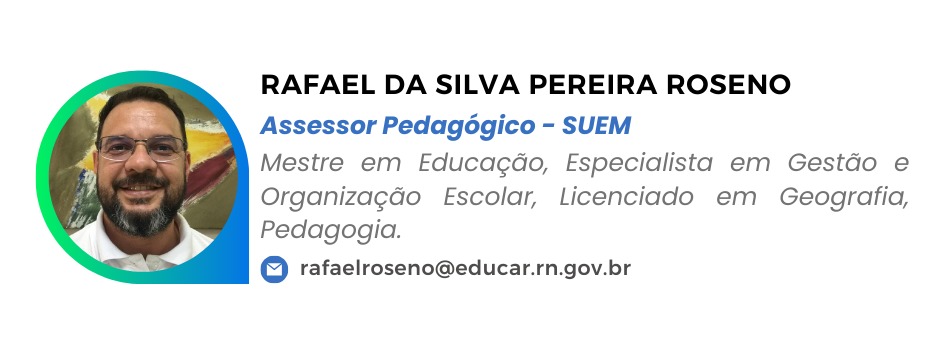 RAFAEL DA SILVA PEREIRA ROSENO
Assessor Pedagógico - SUEM
Mestre em Educação, Especialista em Gestão e
Organização Escolar, Licenciado em Geografia,
Pedagogia.
rafaelroseno@educar.rn.gov.br